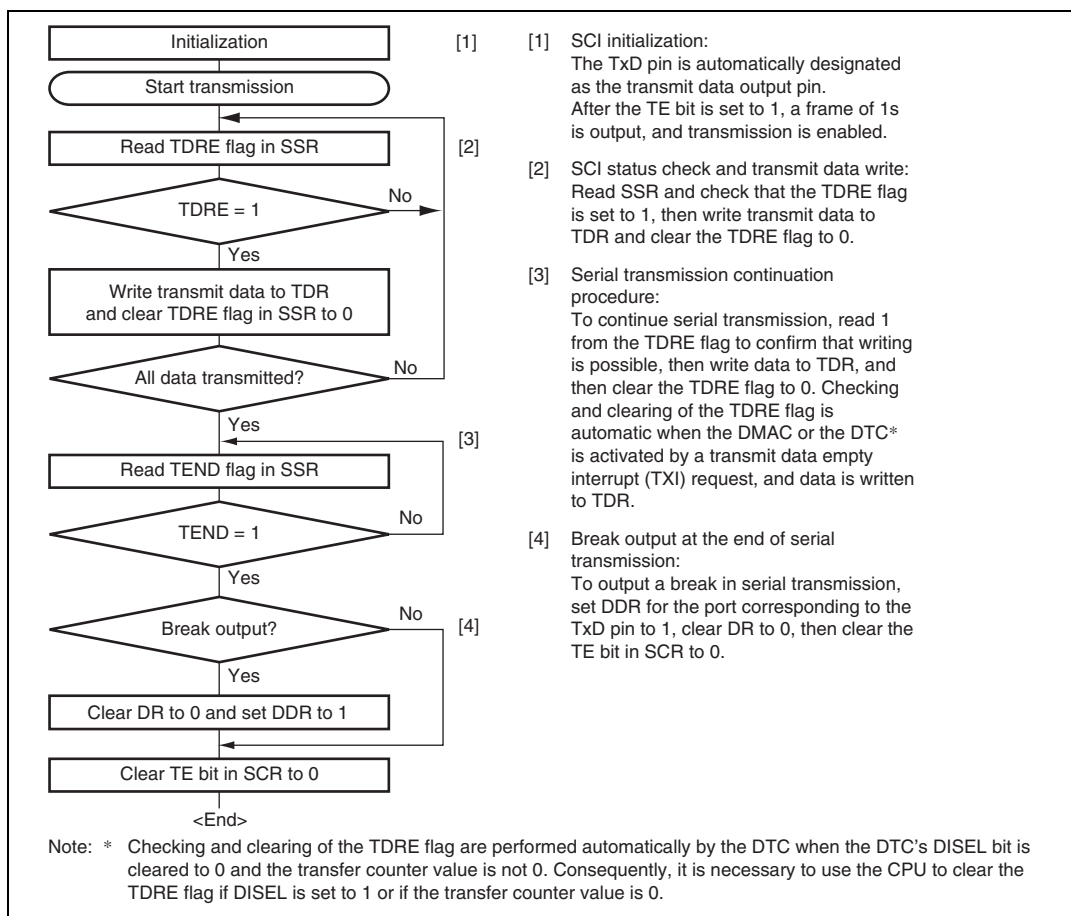 Initialization
[1]
Start transmission
Read TDRE flag in SSR
[2]
TDRE = 1
No
Yes
Write transmit data to TDR
and clear TDRE flag in SSR to 0
All data transmitted?
No
Yes
[3]
Read TEND flag in SSR
TEND = 1
No
Yes
Break output?
No
[4]
Yes
Clear DR to 0 and set DDR to 1
Clear TE bit in SCR to 0
<End>
[1] SCI initialization:
The TxD pin is automatically designated
as the transmit data output pin.
After the TE bit is set to 1, a frame of 1s
is output, and transmission is enabled.
[2] SCI status check and transmit data write:
Read SSR and check that the TDRE flag
is set to 1, then write transmit data to
TDR and clear the TDRE flag to 0.
[3] Serial transmission continuation
procedure:
To continue serial transmission, read 1
from the TDRE flag to confirm that writing
is possible, then write data to TDR, and
then clear the TDRE flag to 0. Checking
and clearing of the TDRE flag is
automatic when the DMAC or the DTC*
is activated by a transmit data empty
interrupt (TXI) request, and data is written
to TDR.
[4] Break output at the end of serial
transmission:
To output a break in serial transmission,
set DDR for the port corresponding to the
TxD pin to 1, clear DR to 0, then clear the
TE bit in SCR to 0.
Note: * Checking and clearing of the TDRE flag are performed automatically by the DTC when the DTC's DISEL bit is
cleared to 0 and the transfer counter value is not 0. Consequently, it is necessary to use the CPU to clear the
TDRE flag if DISEL is set to 1 or if the transfer counter value is 0.